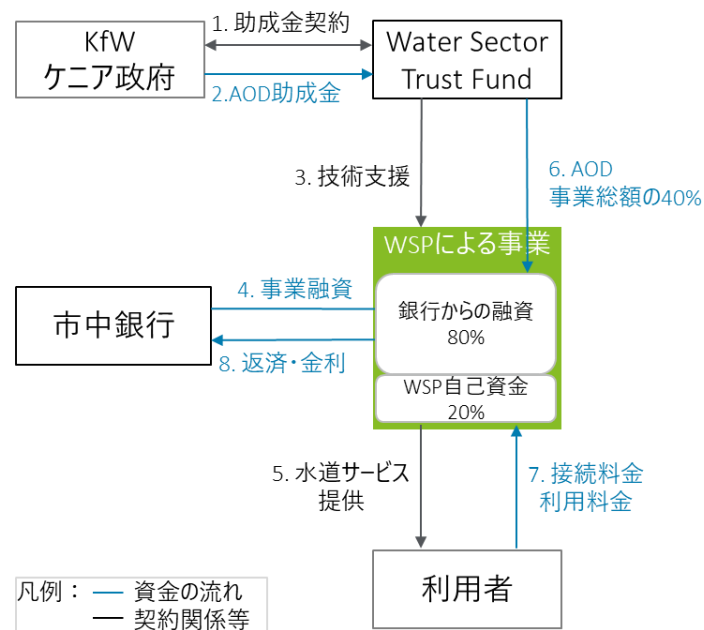 KfW
ケニア政府
1. 助成金契約
2.AOD助成金
Water Sector
Trust Fund
3. 技術支援
6. AOD
事業総額の40%
WSPによる事業
市中銀行
4. 事業融資
8. 返済・金利
銀行からの融資
80%
WSP自己資金
20%
5. 水道サービス
提供
7. 接続料金
利用料金
利用者
凡例： 資金の流れ
契約関係等